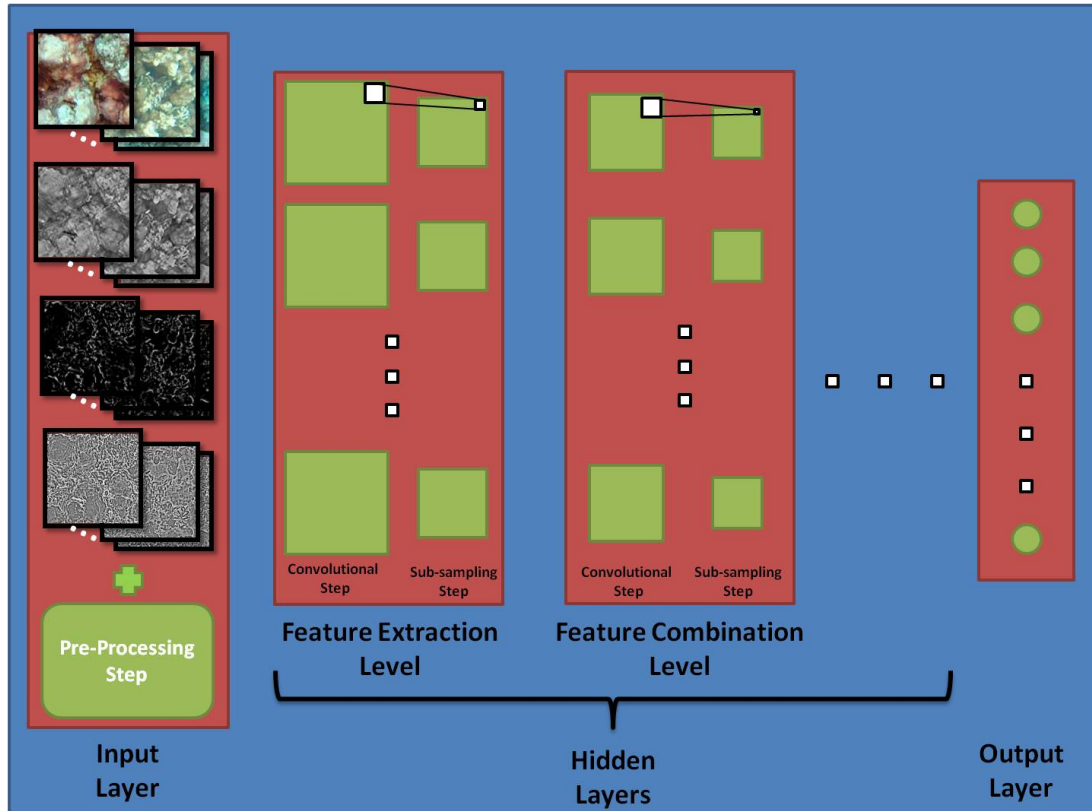 Pre-Processing
Step
Input
Layer
Convolutional
Step
Sub-sampling
Step
Feature Extraction
Level
Convolutional
Step
Sub-sampling
Step
Feature Combination
Level
Hidden
Layers
Output
Layer